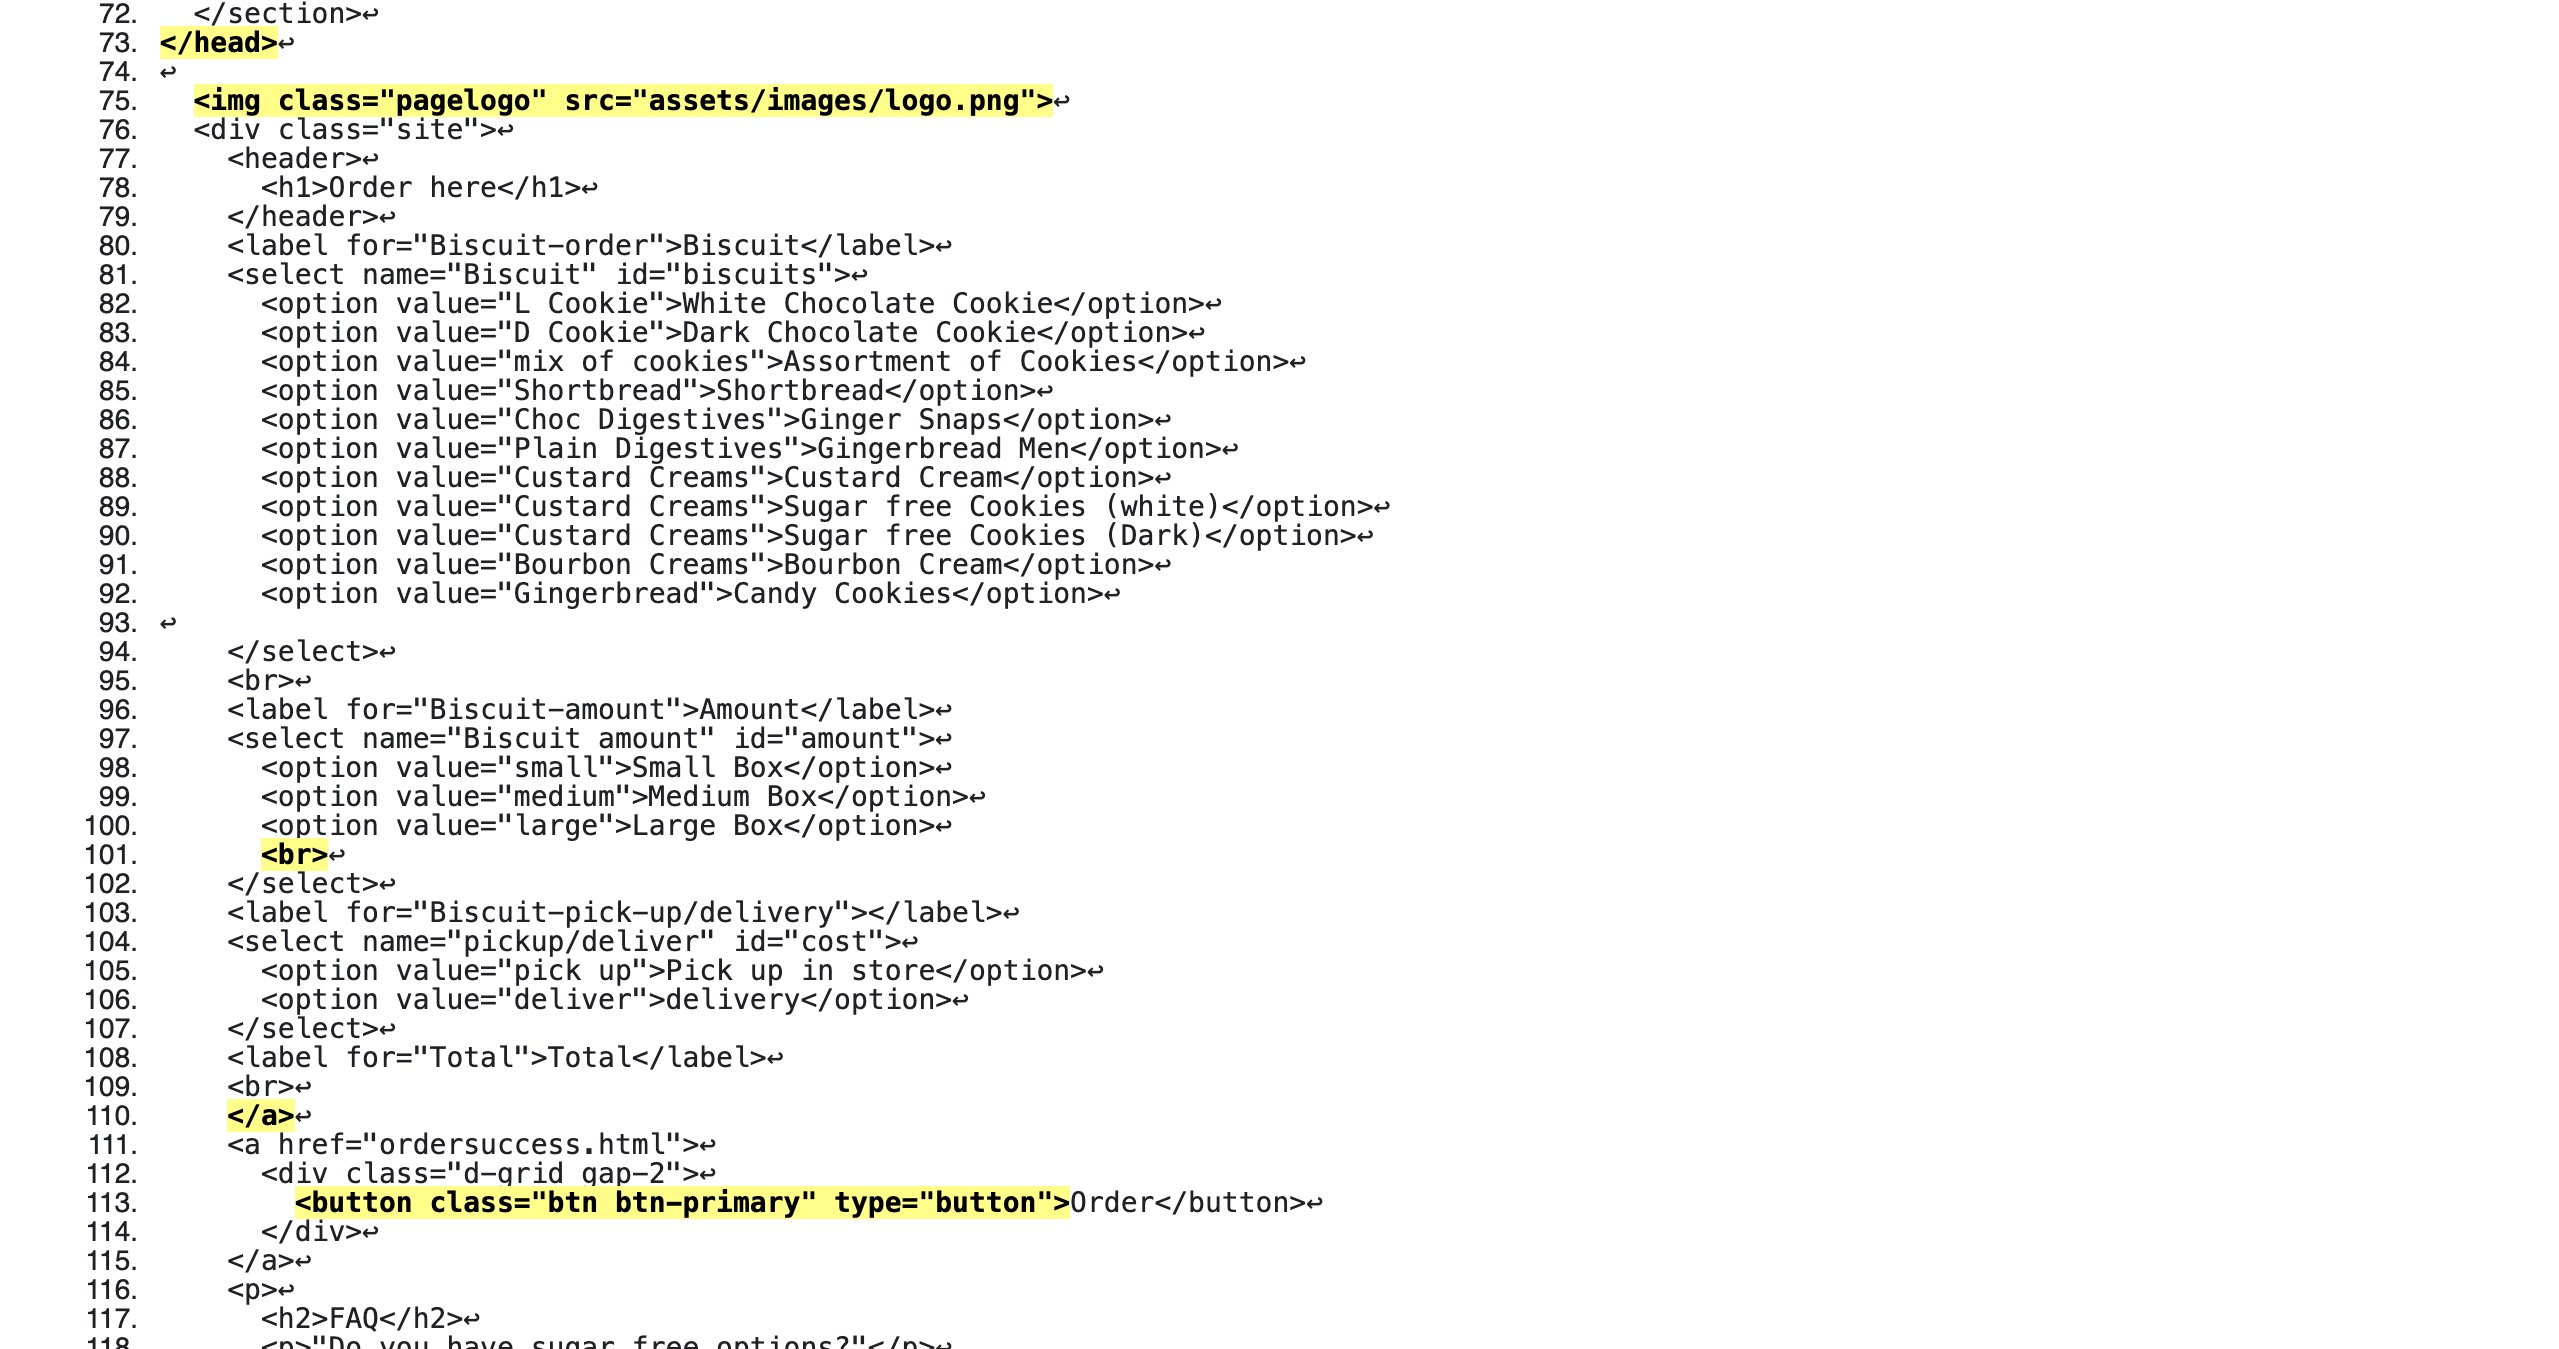 72. </section>↩
73. </head>↩
74. ↩
75. <img class="pagelogo" src="assets/images/logo.png">↩
76. <div class="site">↩
77. <header>↩
78. <h1>Order here</h1>↩
79. </header>↩
80. <label for="Biscuit-order">Biscuit</label>↩
81. <select name="Biscuit" id="biscuits">↩
82. <option value="L Cookie">White Chocolate Cookie</option>↩
83. <option value="D Cookie">Dark Chocolate Cookie</option>↩
84. <option value="mix of cookies">Assortment of Cookies</option>↩
85. <option value="Shortbread">Shortbread</option>↩
86. <option value="Choc Digestives">Ginger Snaps</option>↩
87. <option value="Plain Digestives">Gingerbread Men</option>↩
88. <option value="Custard Creams">Custard Cream</option>↩
89. <option value="Custard Creams">Sugar free Cookies (white)</option>↩
90. <option value="Custard Creams">Sugar free Cookies (Dark)</option>↩
91. <option value="Bourbon Creams">Bourbon Cream</option>↩
92. <option value="Gingerbread">Candy Cookies</option>↩
93. ↩
94. </select>↩
95. <br>↩
96. <label for="Biscuit-amount">Amount</label>↩
97. <select name="Biscuit amount" id="amount">↩
98. <option value="small">Small Box</option>↩
99. <option value="medium">Medium Box</option>↩
100. <option value="large">Large Box</option>↩
101. <br>↩
102. </select>↩
103. <label for="Biscuit-pick-up/delivery"></label>↩
104. <select name="pickup/deliver" id="cost">↩
105. <option value="pick up">Pick up in store</option>↩
106. <option value="deliver">delivery</option>↩
107. </select>↩
108. <label for="Total">Total</label>↩
109. <br>↩
110. </a>↩
111. <a href="ordersuccess.html">↩
112. <div class="d-grid gap-2">↩
113. <button class="btn btn-primary" type="button">Order</button>↩
114. </div>↩
115. </a>↩
116. <p>↩
117. <h2>FAQ</h2>↩
118. <p>"Do you have sugar free options?"</p>↩